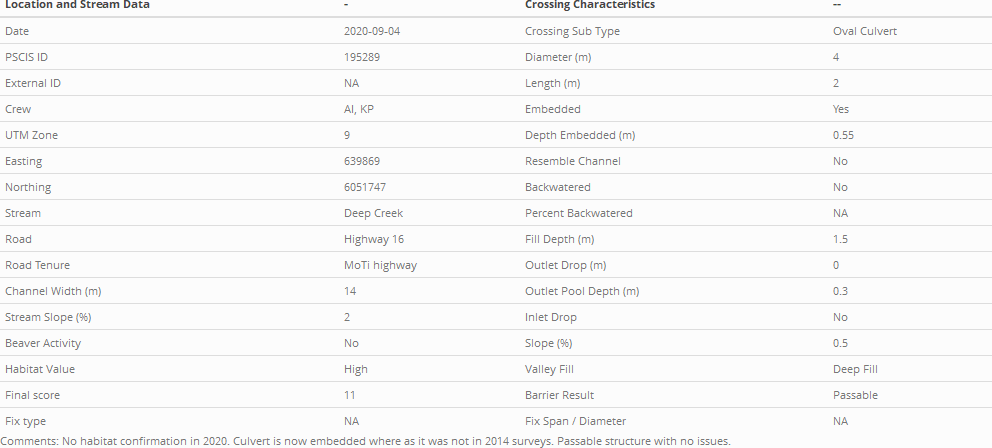 Location and Stream Data - Crossing Characteristics --
Date 2020-09-04 Crossing Sub Type Oval Culvert
PSCIS ID 195289 Diameter (m) 4
External ID NA Length (m) 2
Crew AI, KP Embedded Yes
UTM Zone 9 Depth Embedded (m) 0.55
Easting 639869 Resemble Channel No
Northing 6051747 Backwatered No
Stream Deep Creek Percent Backwatered NA
Road Highway 16 Fill Depth (m) 1.5
Road Tenure MoTi highway Outlet Drop (m) 0
Channel Width (m) 14 Outlet Pool Depth (m) 0.3
Stream Slope (%) 2 Inlet Drop No
Beaver Activity No Slope (%) 0.5
Habitat Value High Valley Fill Deep Fill
Final score 11 Barrier Result Passable
Fix type NA Fix Span / Diameter NA
Comments: No habitat confirmation in 2020. Culvert is now embedded where as it was not in 2014 surveys. Passable structure with no issues.